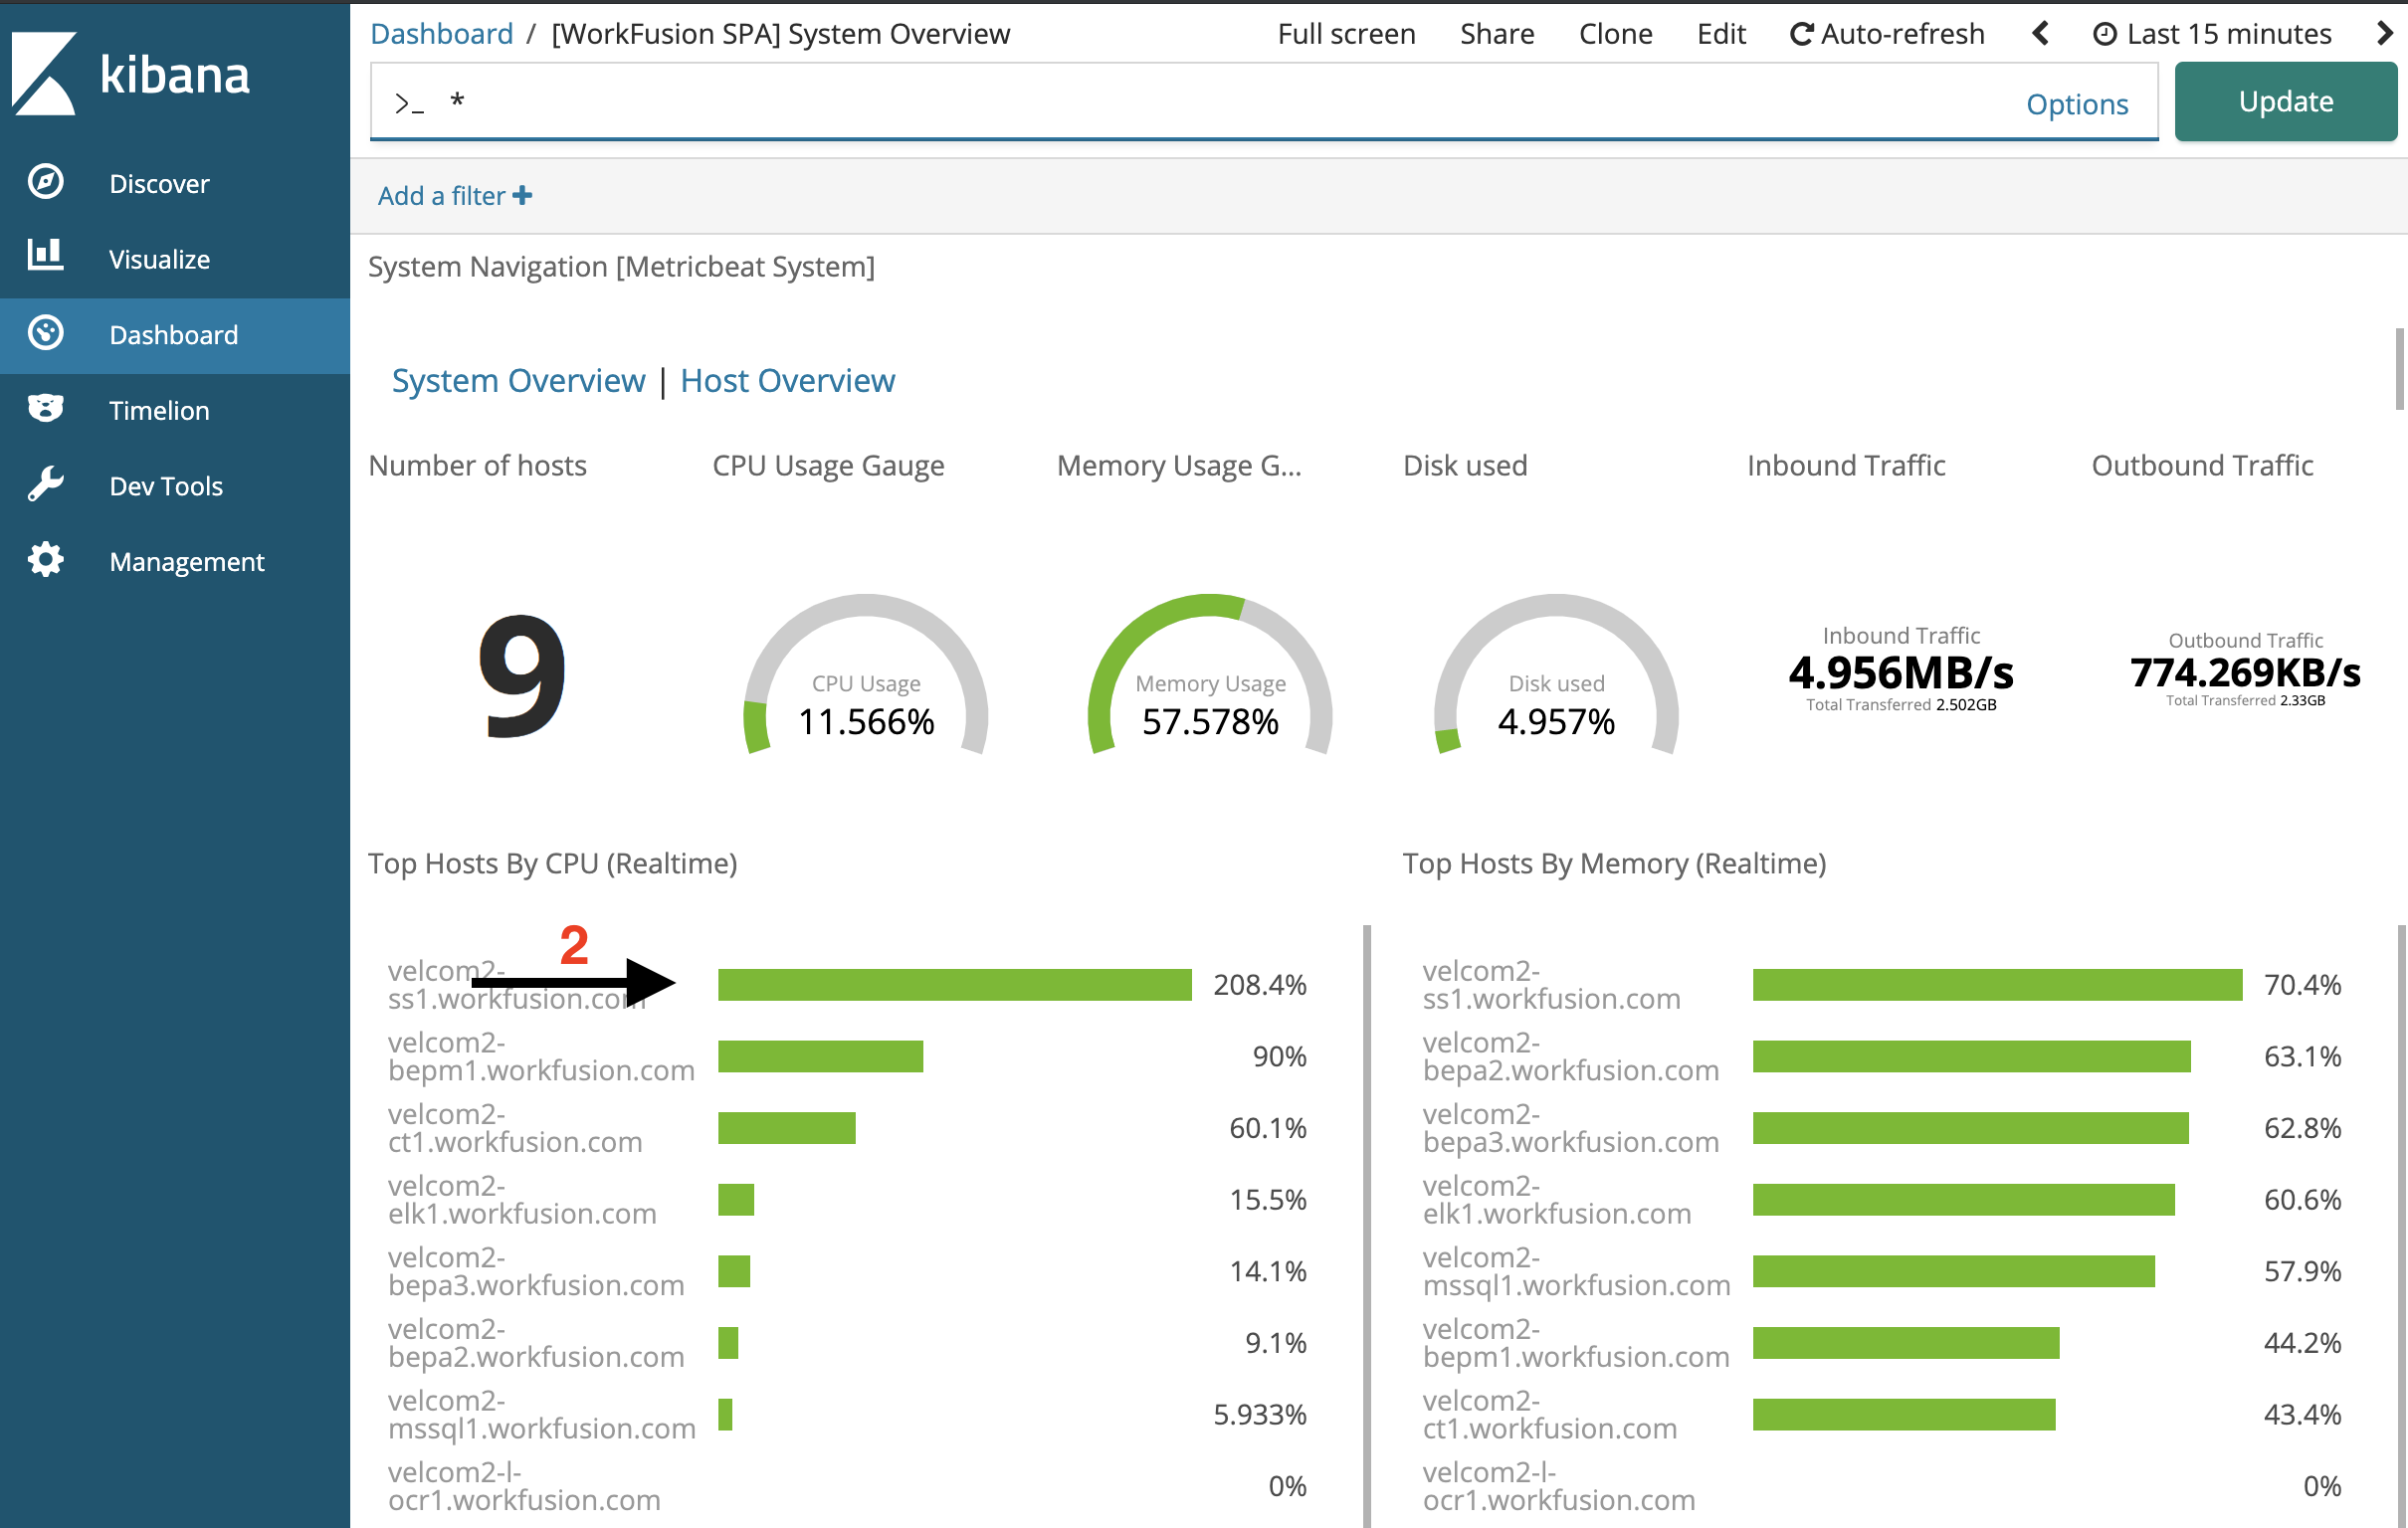 kibana
Discover
Visualize
Dashboard
Timelion
Dev Tools
Management
Dashboard / [WorkFusion SPA] System Overview
Full screen Share Clone Edit Auto-refresh Last 15 minutes
>_ * Options Update
Add a filter +
System Navigation [Metricbeat System]
System Overview | Host Overview
Number of hosts
9
CPU Usage Gauge
CPU Usage
11.566%
Memory Usage G...
Memory Usage
57.578%
Disk used
Disk used
4.957%
Inbound Traffic
Inbound Traffic
4.956MB/s
Total Transferred 2.502GB
Outbound Traffic
Outbound Traffic
774.269KB/s
Total Transferred 2.33GB
Top Hosts By CPU (Realtime)
2
velcom2-
ss1.workfusion.com 208.4%
velcom2-
bepm1.workfusion.com 90%
velcom2-
ct1.workfusion.com 60.1%
velcom2-
elk1.workfusion.com 15.5%
velcom2-
bepa3.workfusion.com 14.1%
velcom2-
bepa2.workfusion.com 9.1%
velcom2-
mssql1.workfusion.com 5.933%
velcom2-l-
ocr1.workfusion.com 0%
Top Hosts By Memory (Realtime)
velcom2-
ss1.workfusion.com 70.4%
velcom2-
bepa2.workfusion.com 63.1%
velcom2-
bepa3.workfusion.com 62.8%
velcom2-
elk1.workfusion.com 60.6%
velcom2-
mssql1.workfusion.com 57.9%
velcom2-
bepm1.workfusion.com 44.2%
velcom2-
ct1.workfusion.com 43.4%
velcom2-l-
ocr1.workfusion.com 0%